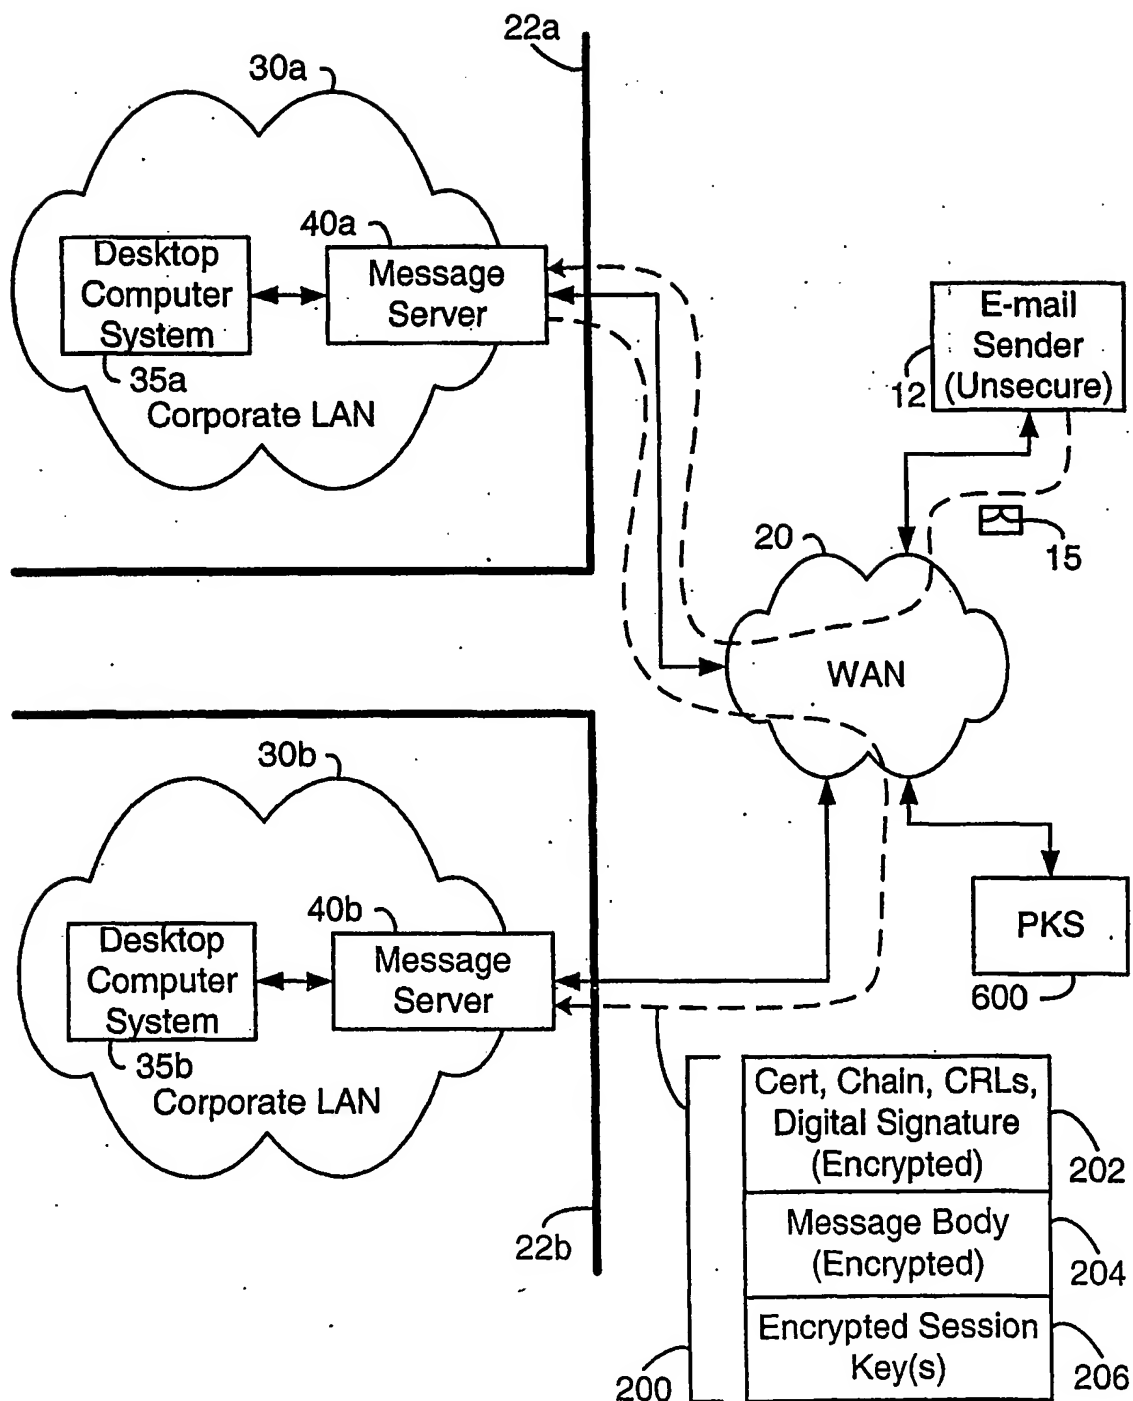 22a
30a
40a
Desktop
Computer
System
Message
Server
35a
Corporate LAN
E-mail
Sender
(Unsecure)
12
15
20
WAN
30b
40b
Desktop
Computer
System
Message
Server
35b
Corporate LAN
22b
PKS
600
Cert, Chain, CRLs,
Digital Signature
(Encrypted)
202
Message Body
(Encrypted)
204
Encrypted Session
Key(s)
206
200